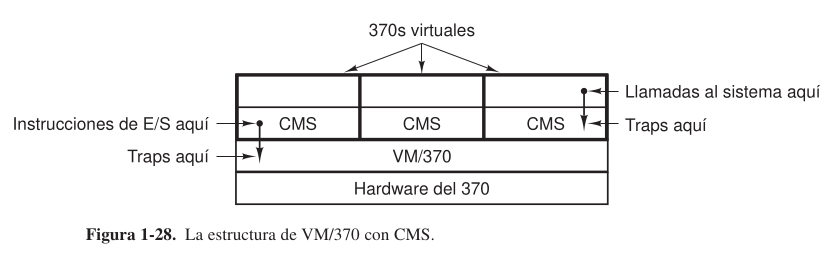 370s virtuales
Llamadas al sistema aquí
Instrucciones de E/S aquí
CMS
CMS
CMS
Traps aquí
Traps aquí
VM/370
Hardware del 370
Figura 1-28. La estructura de VM/370 con CMS.